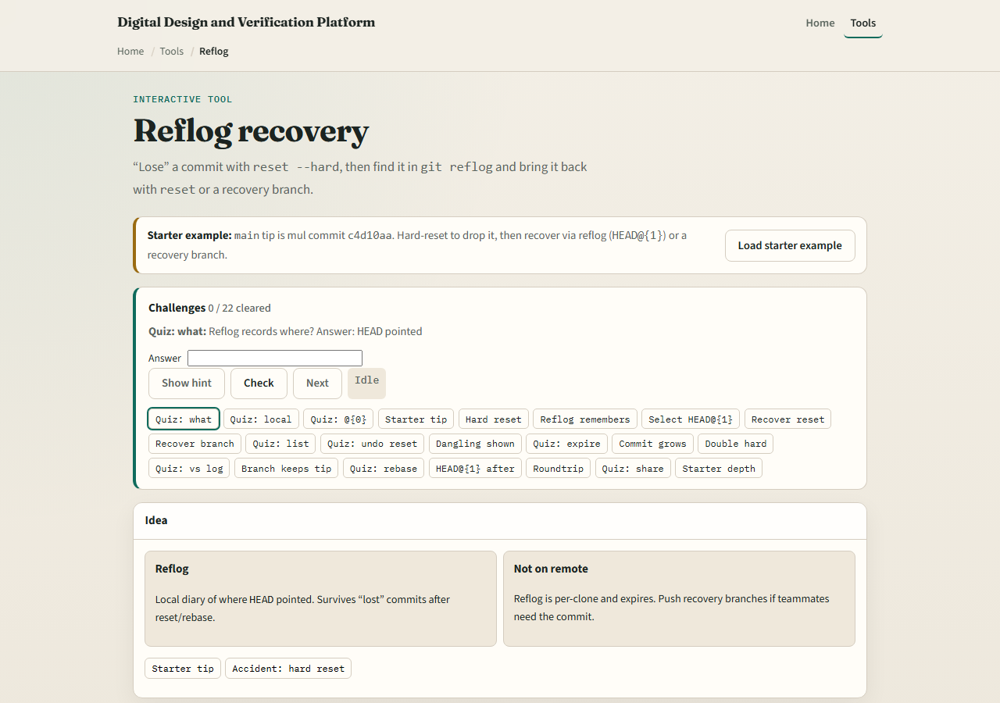 Digital Design and Verification Platform
Home Tools
Home / Tools / Reflog
INTERACTIVE TOOL
Reflog recovery
“Lose” a commit with reset --hard, then find it in git reflog and bring it back
with reset or a recovery branch.
Starter example: main tip is mul commit c4d10aa. Hard-reset to drop it, then recover via reflog (HEAD@{1}) or a
recovery branch.
Load starter example
Challenges 0 / 22 cleared
Quiz: what: Reflog records where? Answer: HEAD pointed
Answer
Show hint Check Next Idle
Quiz: what Quiz: local Quiz: @{0} Starter tip Hard reset Reflog remembers Select HEAD@{1} Recover reset
Recover branch Quiz: list Quiz: undo reset Dangling shown Quiz: expire Commit grows Double hard
Quiz: vs log Branch keeps tip Quiz: rebase HEAD@{1} after Roundtrip Quiz: share Starter depth
Idea
Reflog
Local diary of where HEAD pointed. Survives “lost” commits after
reset/rebase.
Not on remote
Reflog is per-clone and expires. Push recovery branches if teammates
need the commit.
Starter tip Accident: hard reset